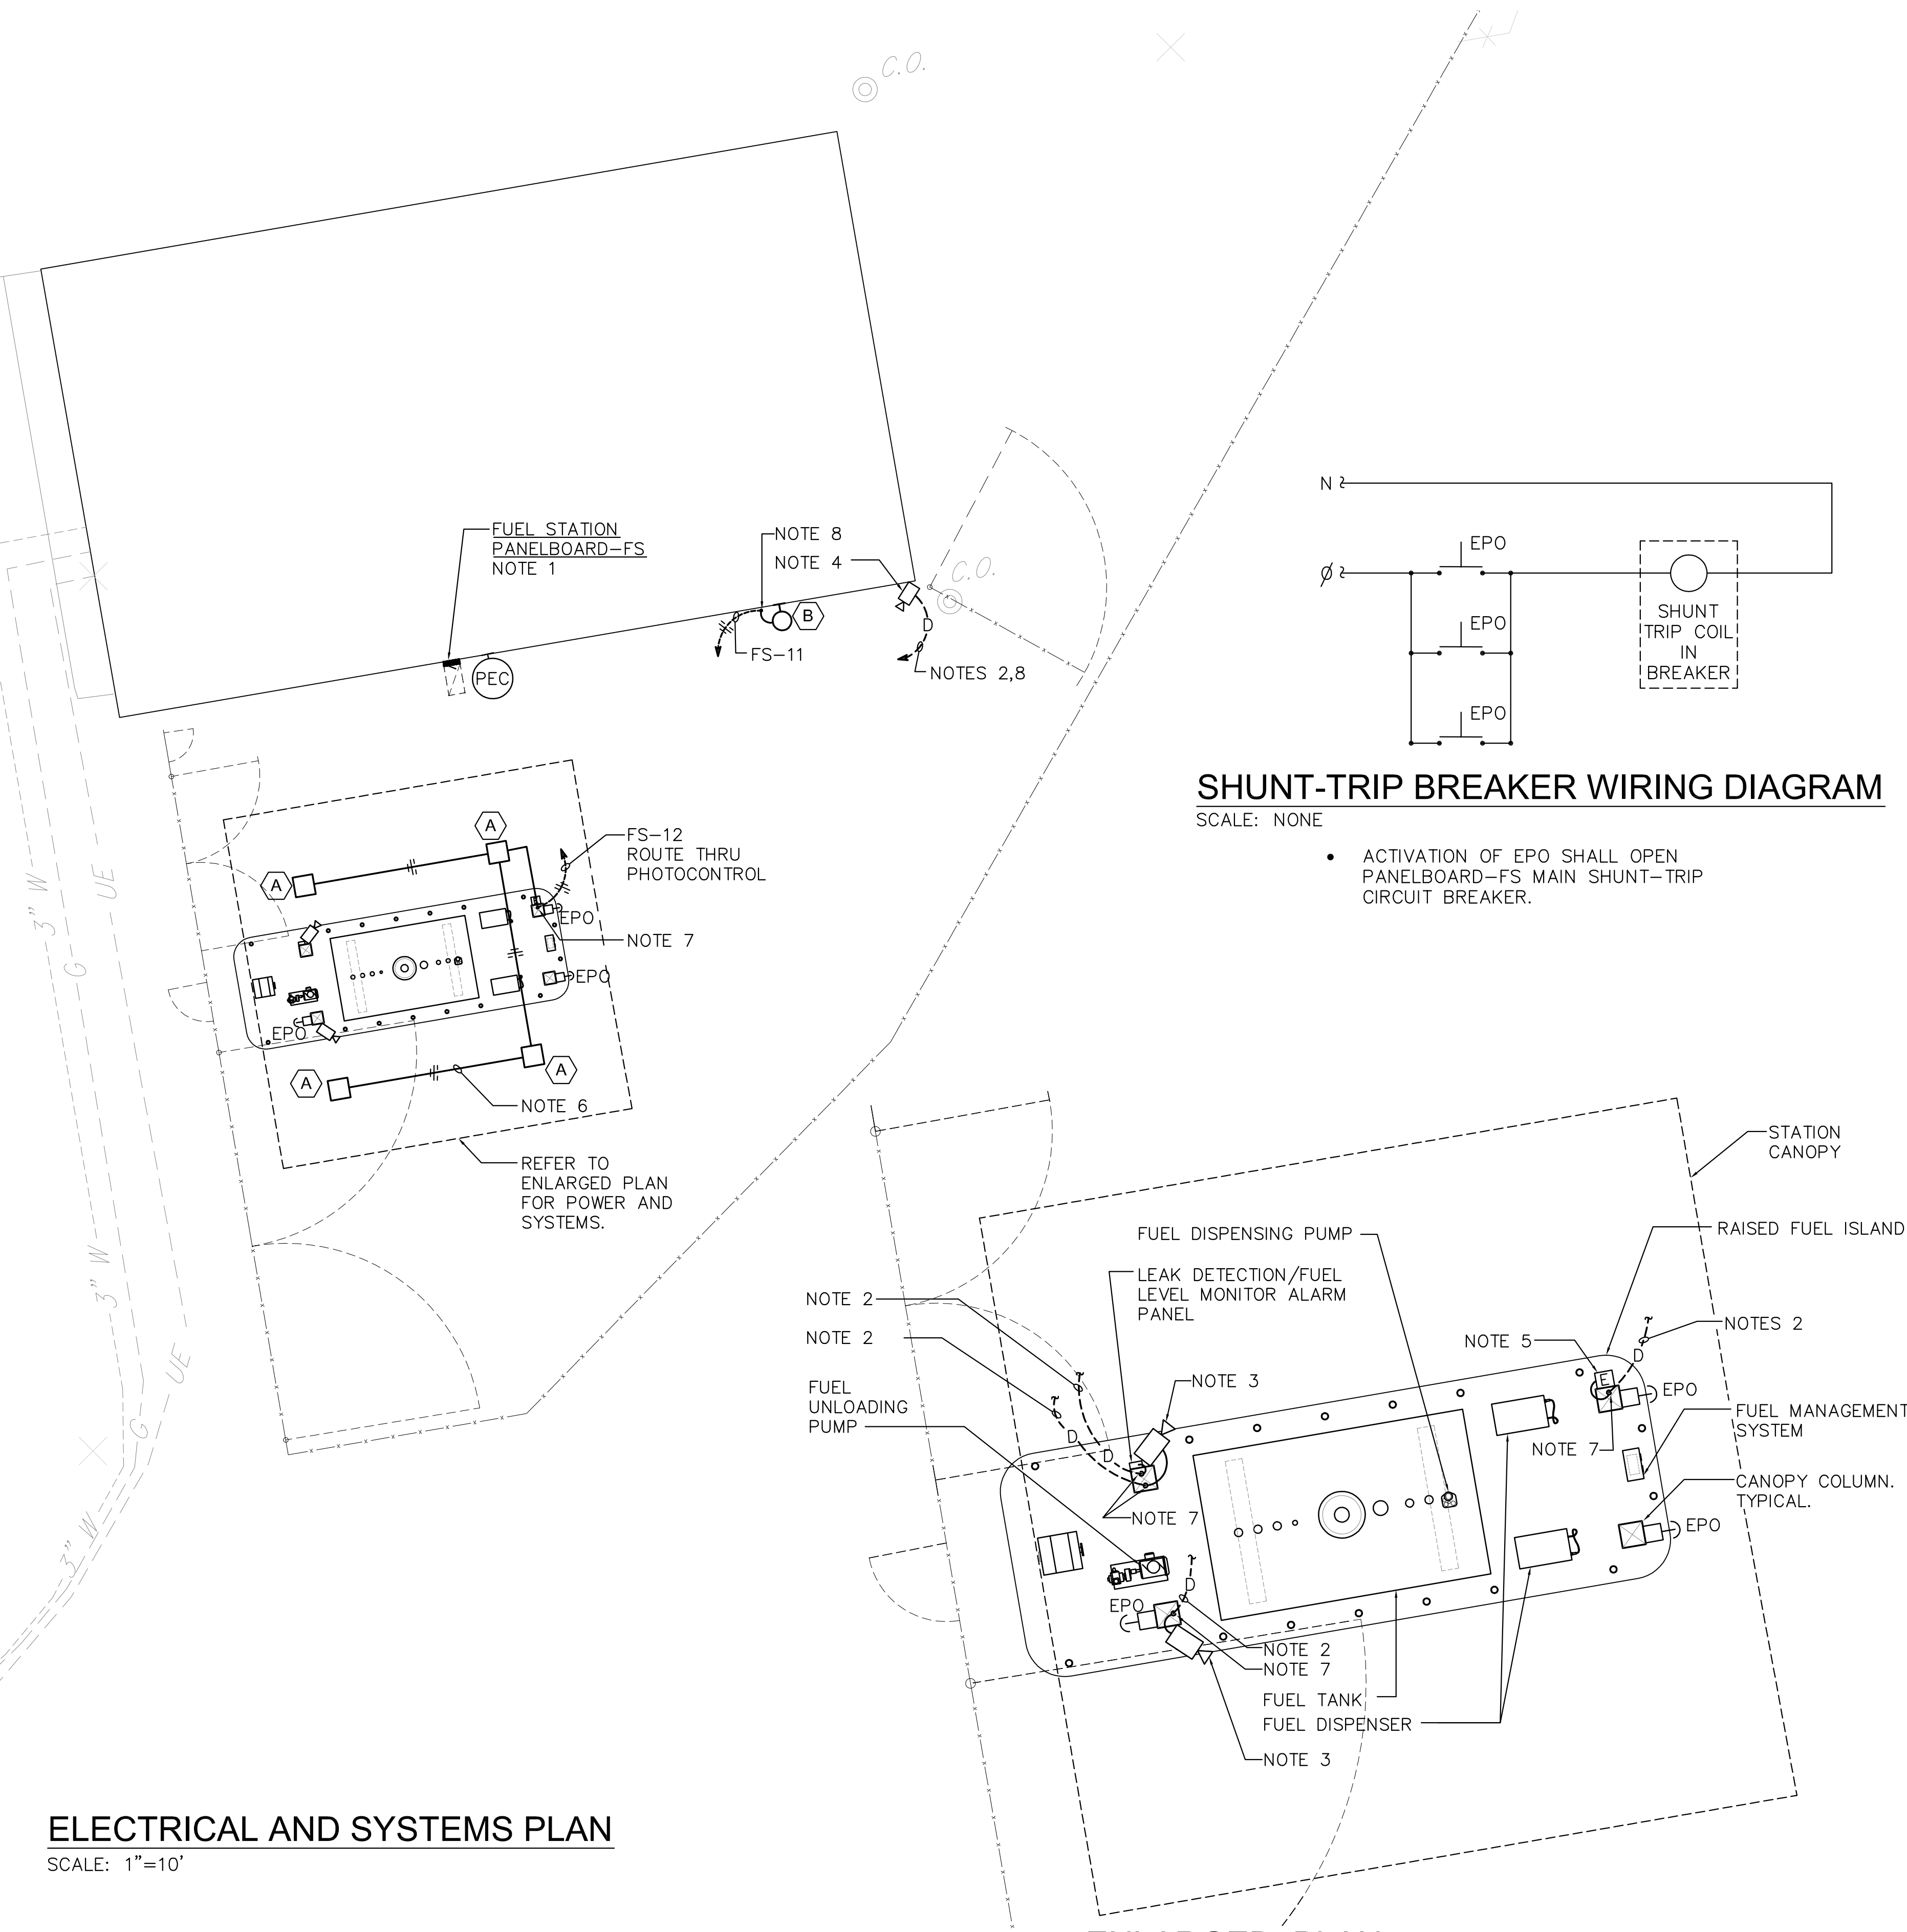 C.O.
FUEL STATION
PANELBOARD-FS
NOTE 1
NOTE 8
NOTE 4
C.O.
B
D
FS-11
NOTES 2,8
PEC
N
EPO
Ø
EPO
EPO
SHUNT
TRIP COIL
IN
BREAKER
SHUNT-TRIP BREAKER WIRING DIAGRAM
SCALE: NONE
• ACTIVATION OF EPO SHALL OPEN
PANELBOARD-FS MAIN SHUNT-TRIP
CIRCUIT BREAKER.
3" W
G
UE
A
A
FS-12
ROUTE THRU
PHOTOCONTROL
EPO
NOTE 7
EPO
EPO
A
A
NOTE 6
REFER TO
ENLARGED PLAN
FOR POWER AND
SYSTEMS.
3" W
G
UE
3" W
STATION
CANOPY
FUEL DISPENSING PUMP
RAISED FUEL ISLAND
LEAK DETECTION/FUEL
LEVEL MONITOR ALARM
PANEL
NOTE 2
NOTE 2
NOTES 2
NOTE 5
D
E
EPO
NOTE 3
FUEL
UNLOADING
PUMP
D
D
FUEL MANAGEMENT
SYSTEM
NOTE 7
CANOPY COLUMN.
TYPICAL.
NOTE 7
EPO
D
EPO
NOTE 2
NOTE 7
FUEL TANK
FUEL DISPENSER
NOTE 3
ELECTRICAL AND SYSTEMS PLAN
SCALE: 1"=10'